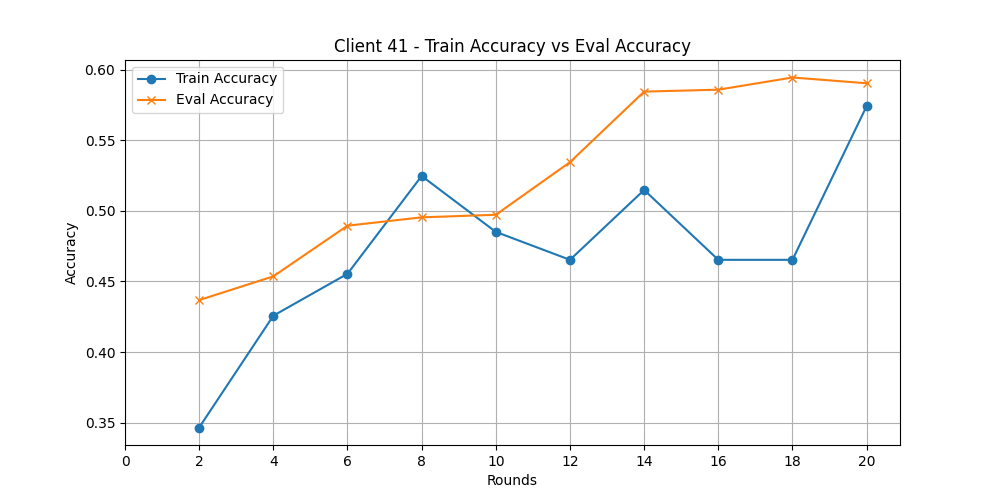 Client 41 - Train Accuracy vs Eval Accuracy
Train Accuracy
Eval Accuracy
0.60
0.55
0.50
0.45
0.40
0.35
Accuracy
0 2 4 6 8 10 12 14 16 18 20
Rounds